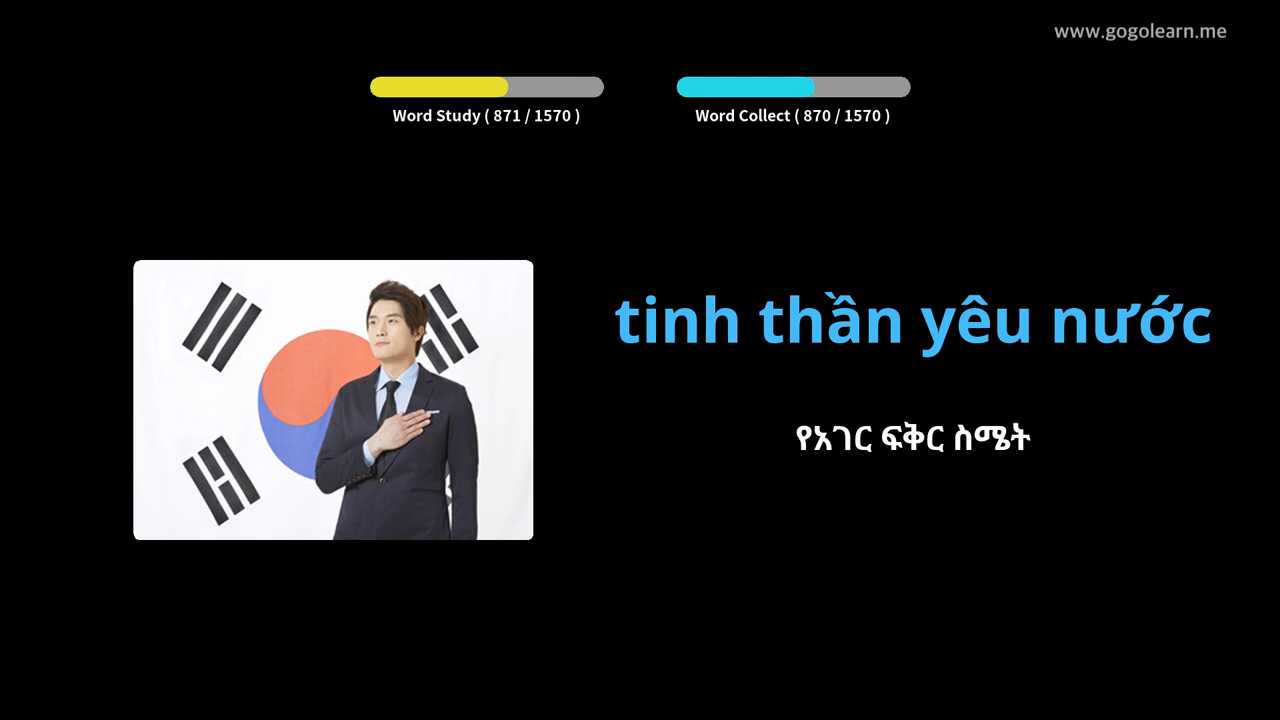 www.gogolearn.me
Word Study ( 871 / 1570 )
Word Collect ( 870 / 1570 )
tinh thần yêu nước
የአገር ፍቅር ስሜት